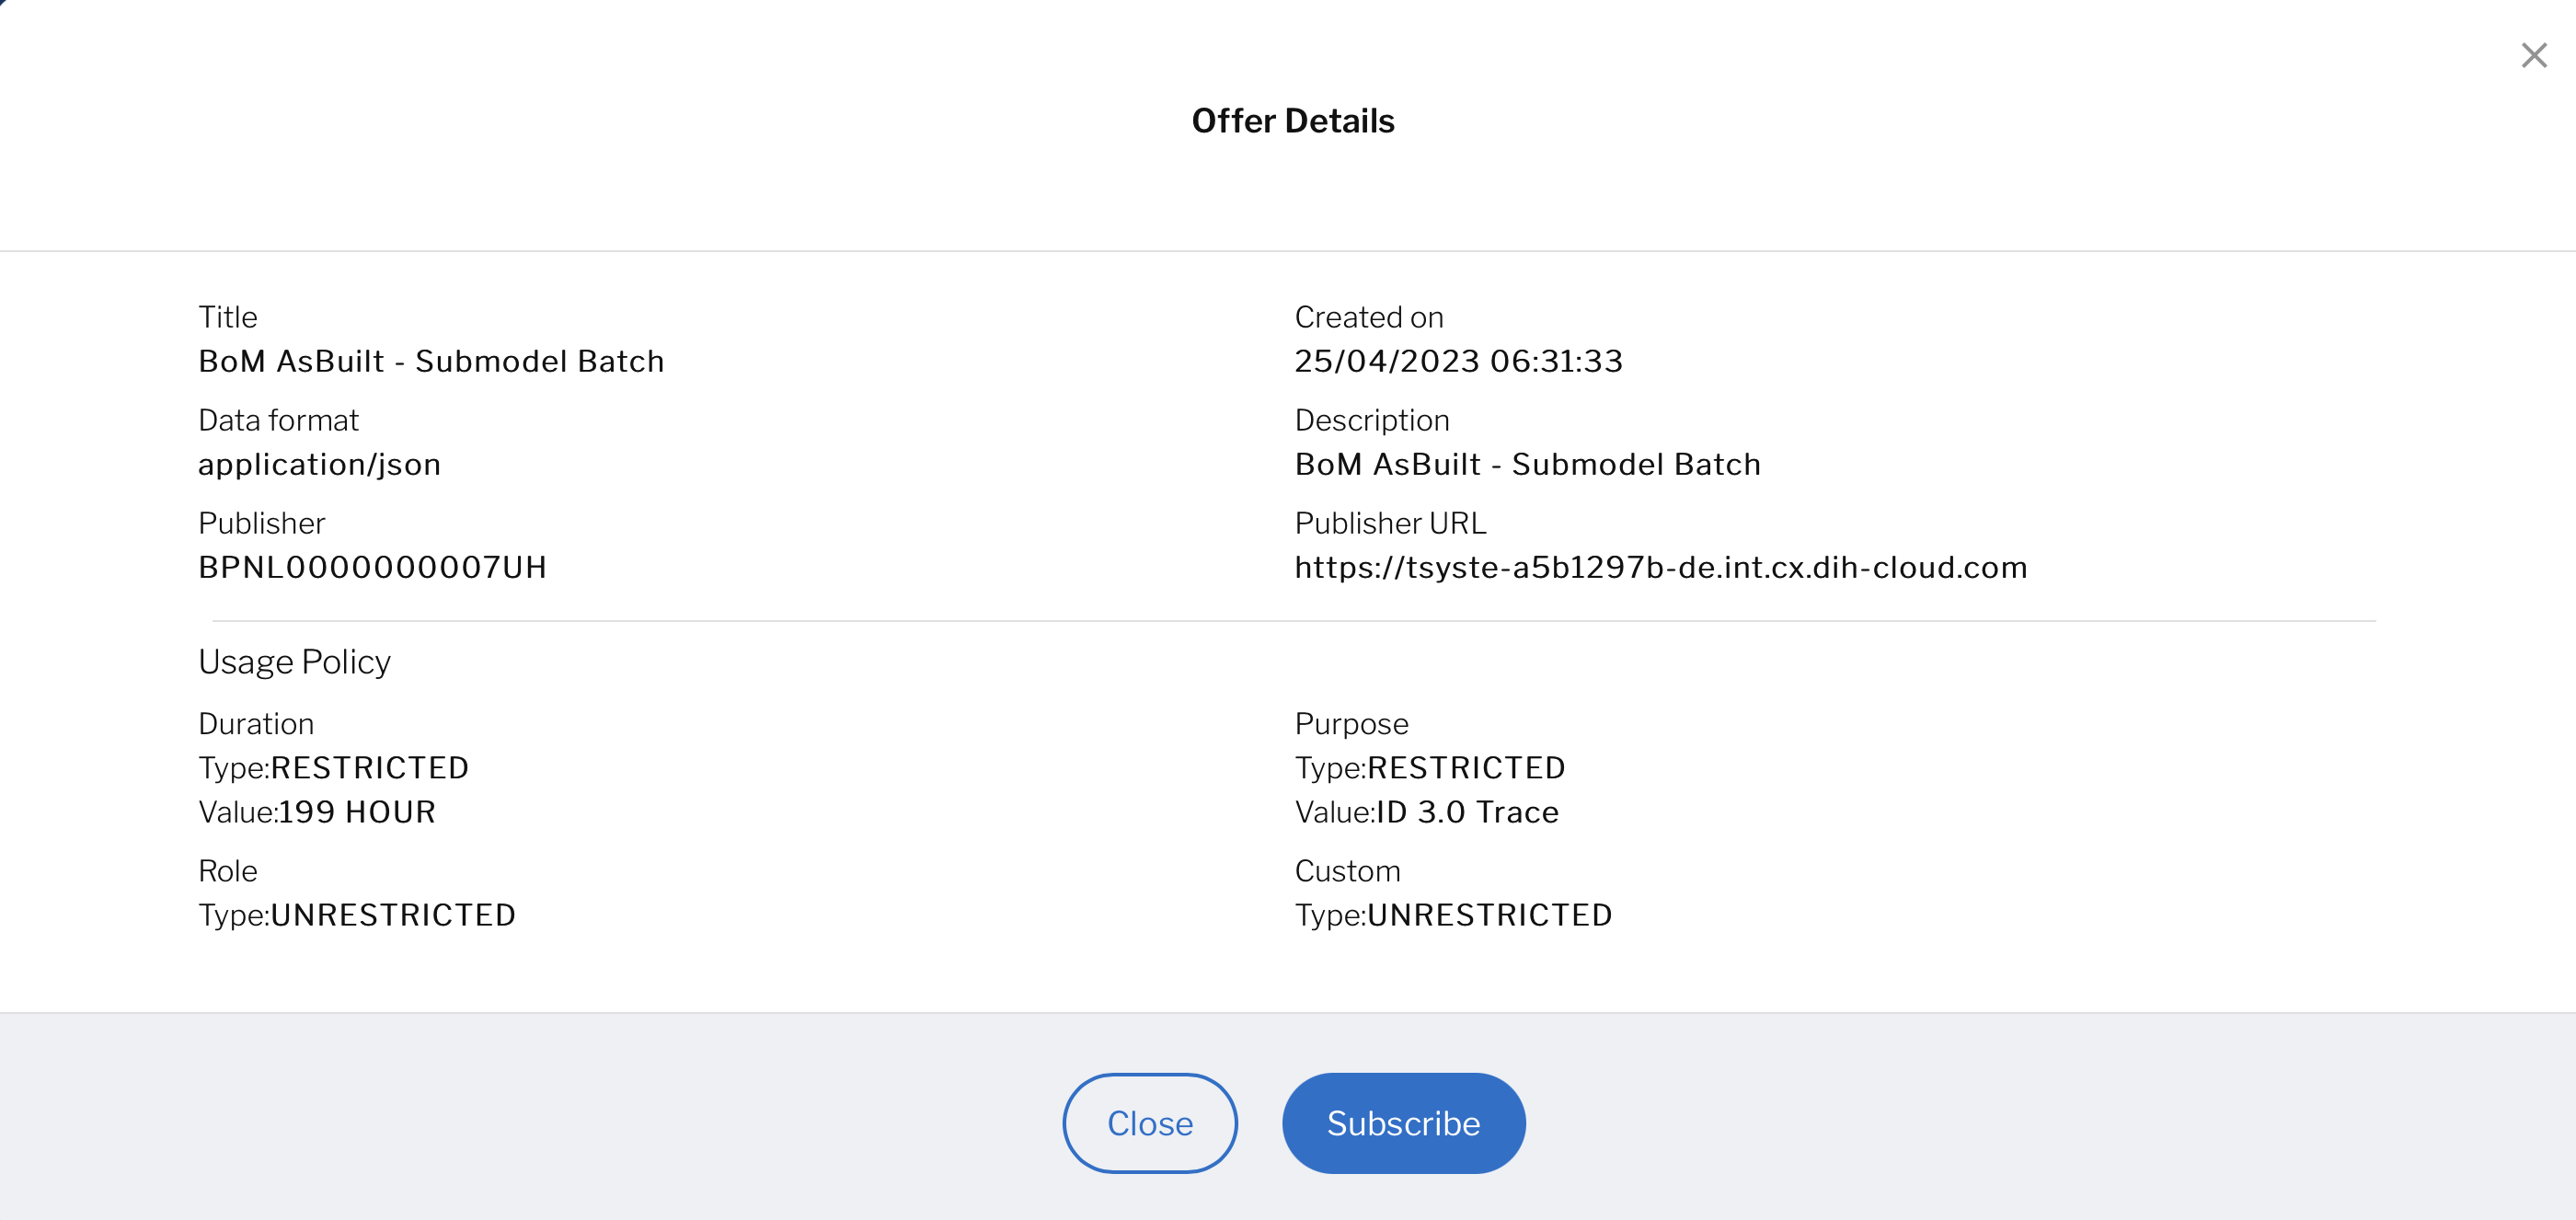 Offer Details
Title
BoM AsBuilt - Submodel Batch
Created on
25/04/2023 06:31:33
Data format
application/json
Description
BoM AsBuilt - Submodel Batch
Publisher
BPNL0000000007UH
Publisher URL
https://tsyste-a5b1297b-de.int.cx.dih-cloud.com
Usage Policy
Duration
Type:RESTRICTED
Value:199 HOUR
Purpose
Type:RESTRICTED
Value:ID 3.0 Trace
Role
Type:UNRESTRICTED
Custom
Type:UNRESTRICTED
Close
Subscribe